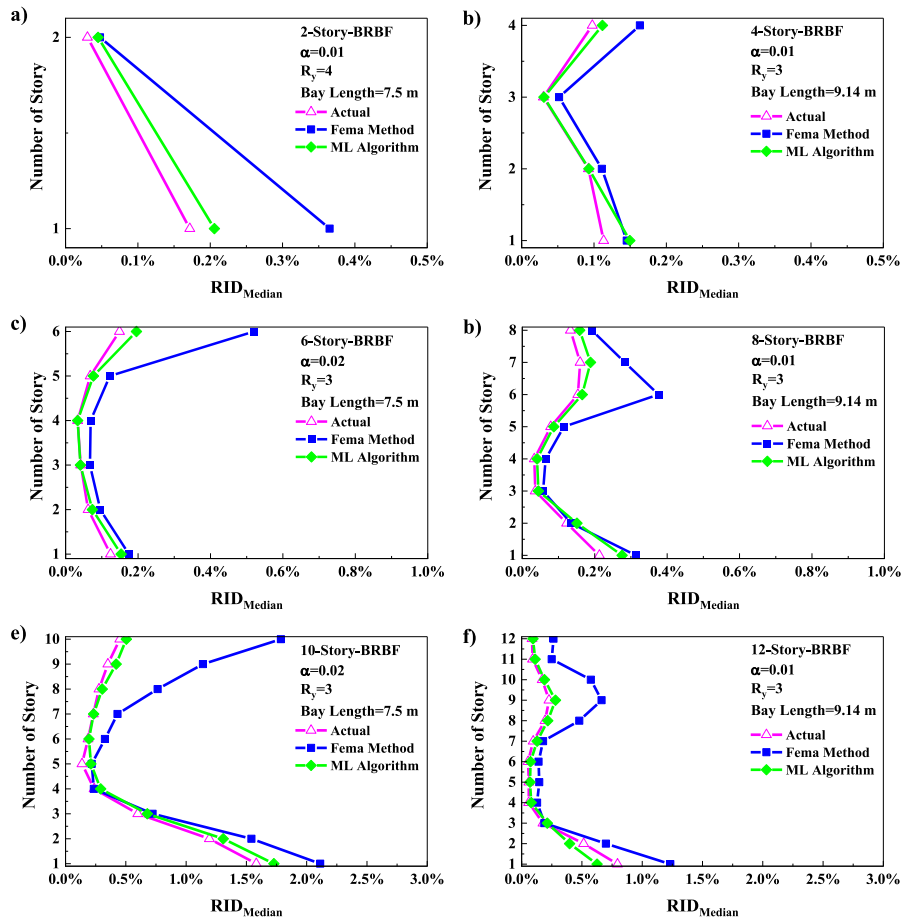 a)
2-Story-BRBF
α=0.01
Ry=4
Bay Length=7.5 m
Actual
Fema Method
ML Algorithm
Number of Story
2
1
0.0% 0.1% 0.2% 0.3% 0.4% 0.5%
RIDMedian
b)
4-Story-BRBF
α=0.01
Ry=3
Bay Length=9.14 m
Actual
Fema Method
ML Algorithm
Number of Story
4
3
2
1
0.0% 0.1% 0.2% 0.3% 0.4% 0.5%
RIDMedian
c)
6-Story-BRBF
α=0.02
Ry=3
Bay Length=7.5 m
Actual
Fema Method
ML Algorithm
Number of Story
6
5
4
3
2
1
0.0% 0.2% 0.4% 0.6% 0.8% 1.0%
RIDMedian
b)
8-Story-BRBF
α=0.01
Ry=3
Bay Length=9.14 m
Actual
Fema Method
ML Algorithm
Number of Story
8
7
6
5
4
3
2
1
0.0% 0.2% 0.4% 0.6% 0.8% 1.0%
RIDMedian
e)
10-Story-BRBF
α=0.02
Ry=3
Bay Length=7.5 m
Actual
Fema Method
ML Algorithm
Number of Story
10
9
8
7
6
5
4
3
2
1
0.0% 0.5% 1.0% 1.5% 2.0% 2.5% 3.0%
RIDMedian
f)
12-Story-BRBF
α=0.01
Ry=3
Bay Length=9.14 m
Actual
Fema Method
ML Algorithm
Number of Story
12
11
10
9
8
7
6
5
4
3
2
1
0.0% 0.5% 1.0% 1.5% 2.0% 2.5% 3.0%
RIDMedian